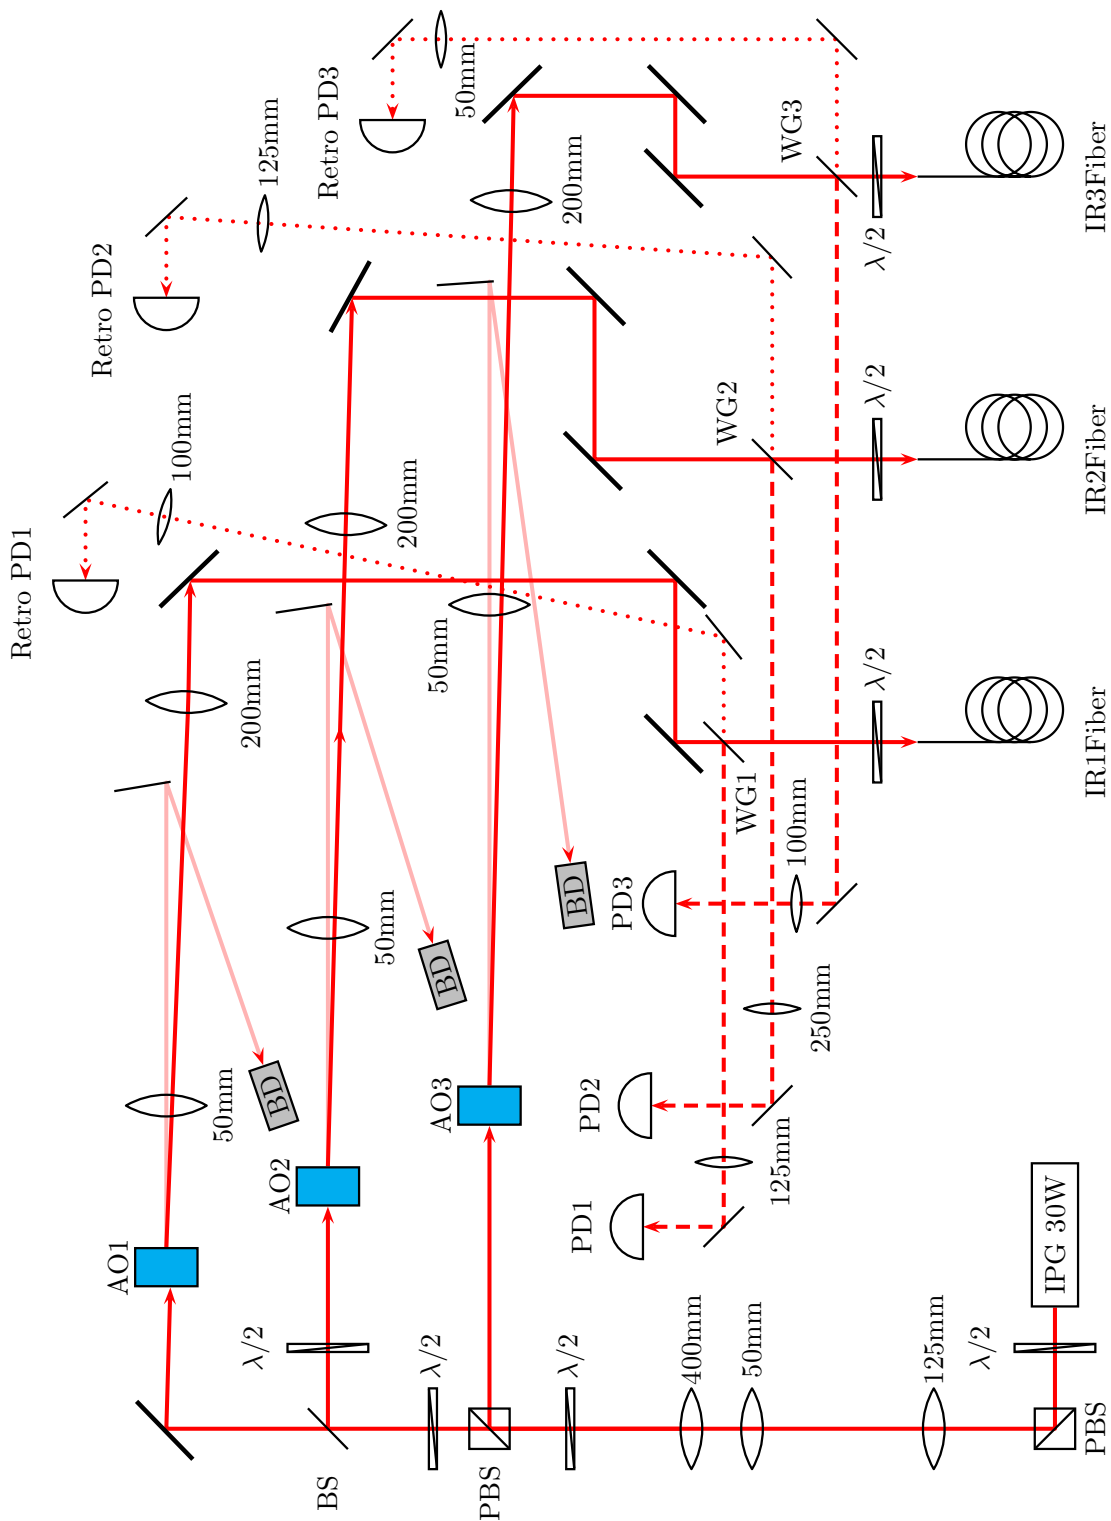 Retro PD1
Retro PD2
Retro PD3
100mm
125mm
50mm
AO1
50mm
200mm
BD
λ/2
AO2
50mm
200mm
BD
BS
λ/2
AO3
50mm
200mm
BD
PBS
λ/2
PD1
PD2
PD3
WG1
WG2
WG3
400mm
50mm
125mm
125mm
250mm
100mm
λ/2
λ/2
λ/2
λ/2
IPG 30W
PBS
IR1Fiber
IR2Fiber
IR3Fiber